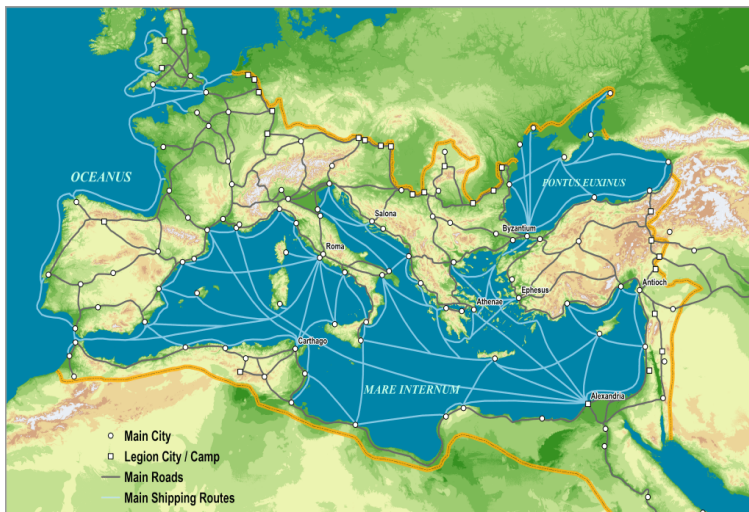 OCEANUS
PONTUS EUXINUS
Salona
Byzantium
Roma
Antioch
Ephesus
Athenae
Carthago
MARE INTERNUM
Alexandria
Main City
Legion City / Camp
Main Roads
Main Shipping Routes